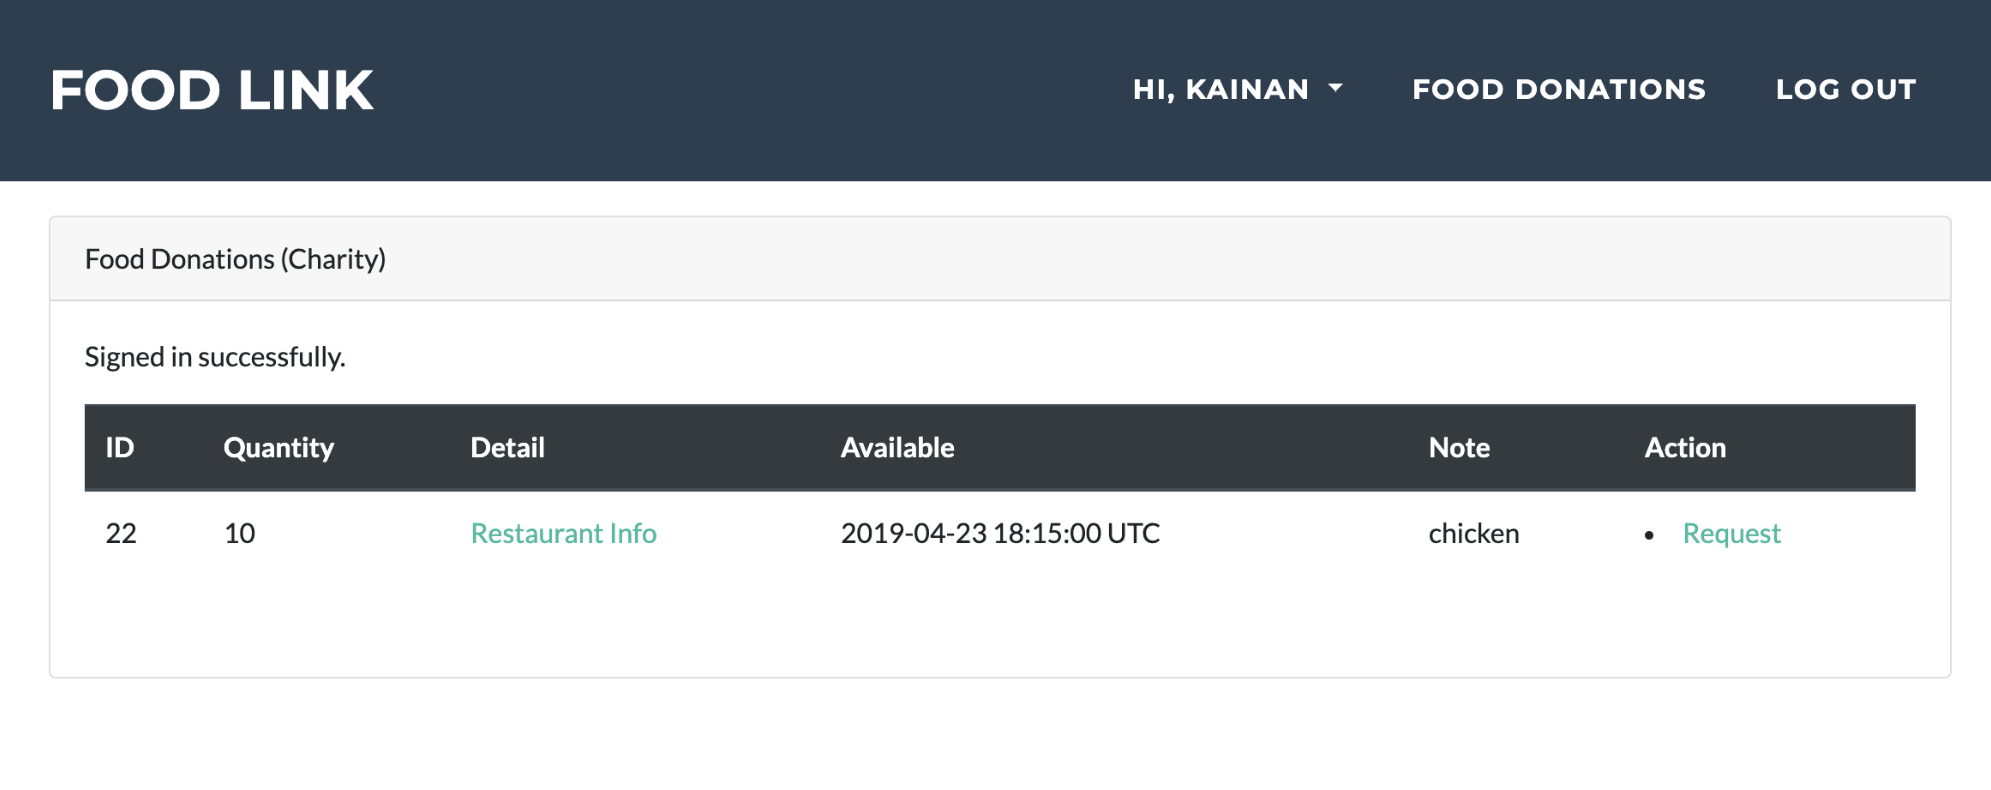 FOOD LINK HI, KAINAN FOOD DONATIONS LOG OUT
Food Donations (Charity)
Signed in successfully.
ID Quantity Detail Available Note Action
22 10 Restaurant Info 2019-04-23 18:15:00 UTC chicken • Request